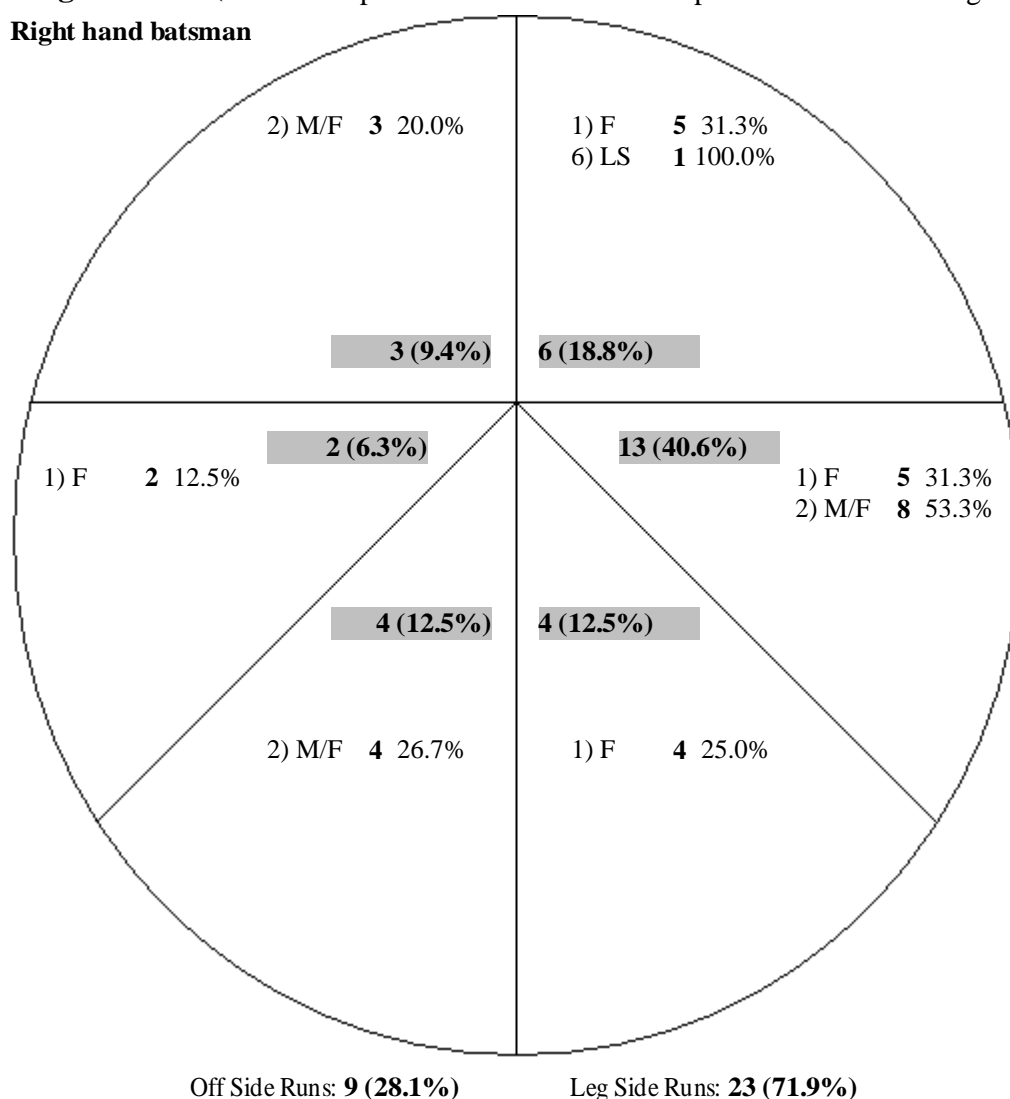 Right hand batsman
2) M/F 3 20.0%
1) F 5 31.3%
6) LS 1 100.0%
3 (9.4%)
6 (18.8%)
2 (6.3%)
13 (40.6%)
1) F 2 12.5%
1) F 5 31.3%
2) M/F 8 53.3%
4 (12.5%)
4 (12.5%)
2) M/F 4 26.7%
1) F 4 25.0%
Off Side Runs: 9 (28.1%)
Leg Side Runs: 23 (71.9%)